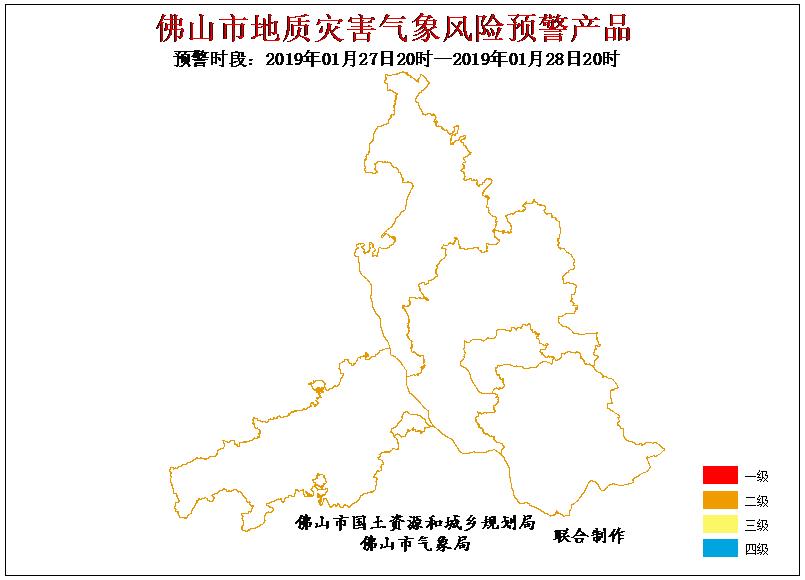 佛山市地质灾害气象风险预警产品
预警时段：2019年01月27日20时—2019年01月28日20时
一级
二级
三级
四级
佛山市国土资源和城乡规划局
佛山市气象局
联合制作